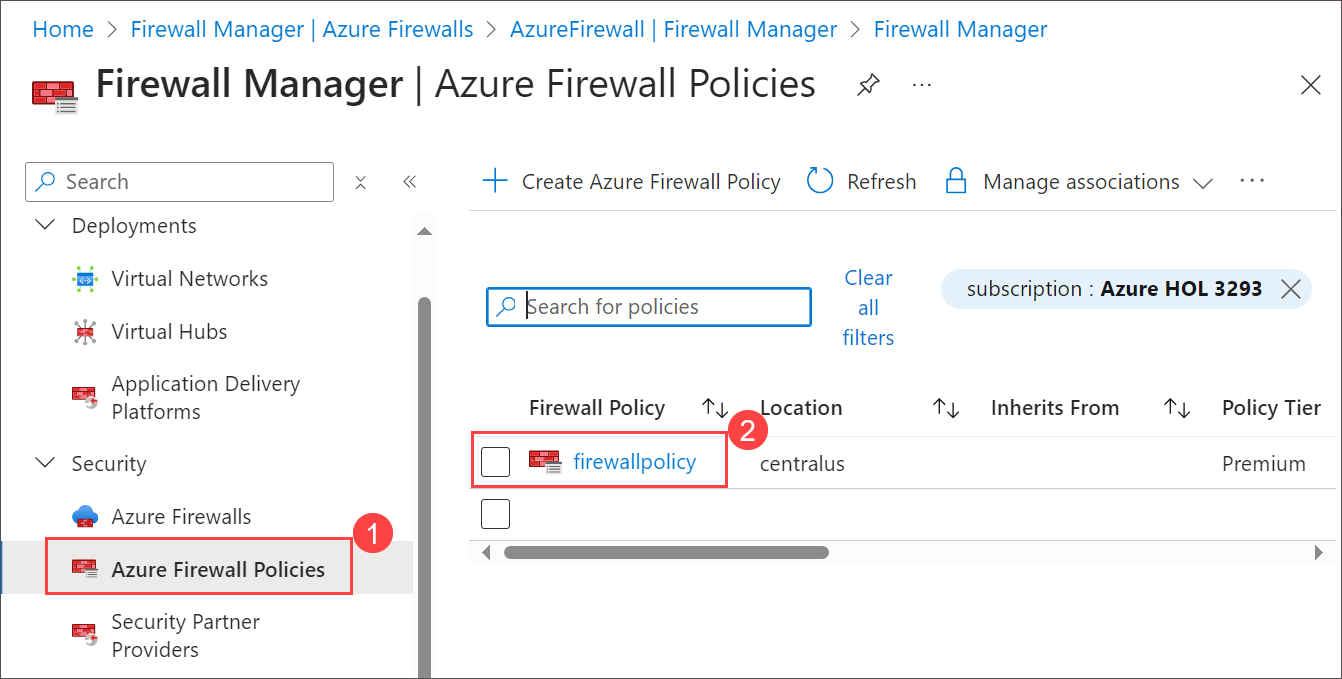 Home > Firewall Manager | Azure Firewalls > AzureFirewall | Firewall Manager > Firewall Manager
Firewall Manager | Azure Firewall Policies ...
Search
Deployments
Virtual Networks
Virtual Hubs
Application Delivery
Platforms
Security
Azure Firewalls
1
Azure Firewall Policies
Security Partner
Providers
Create Azure Firewall Policy Refresh Manage associations ...
Search for policies
Clear
all
filters
subscription : Azure HOL 3293
Firewall Policy Location Inherits From Policy Tier
2
firewallpolicy centralus Premium